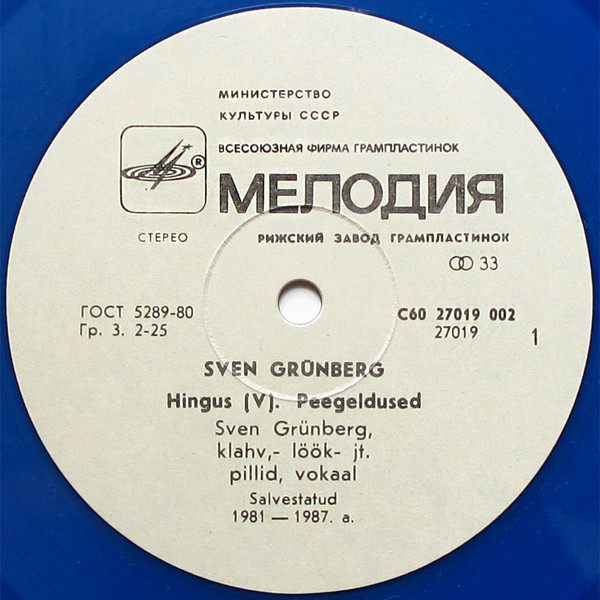 МИНИСТЕРСТВО
КУЛЬТУРЫ СССР
ВСЕСОЮЗНАЯ ФИРМА ГРАМПЛАСТИНОК
®
МЕЛОДИЯ
СТЕРЕО
РИЖСКИЙ ЗАВОД ГРАМПЛАСТИНОК
33
ГОСТ 5289-80
С60 27019 002
Гр. 3. 2-25
27019
1
SVEN GRÜNBERG
Hingus (V). Peegeldused
Sven Grünberg,
klahv,- löök- jt.
pillid, vokaal
Salvestatud
1981 — 1987. a.